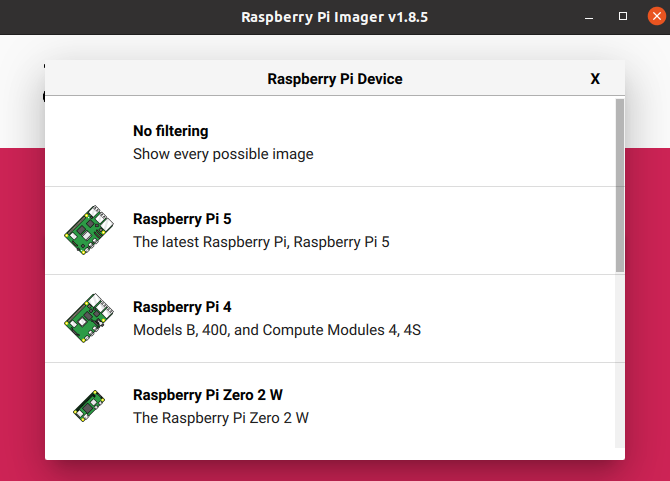 Raspberry Pi Imager v1.8.5
Raspberry Pi Device
X
No filtering
Show every possible image
Raspberry Pi 5
The latest Raspberry Pi, Raspberry Pi 5
Raspberry Pi 4
Models B, 400, and Compute Modules 4, 4S
Raspberry Pi Zero 2 W
The Raspberry Pi Zero 2 W